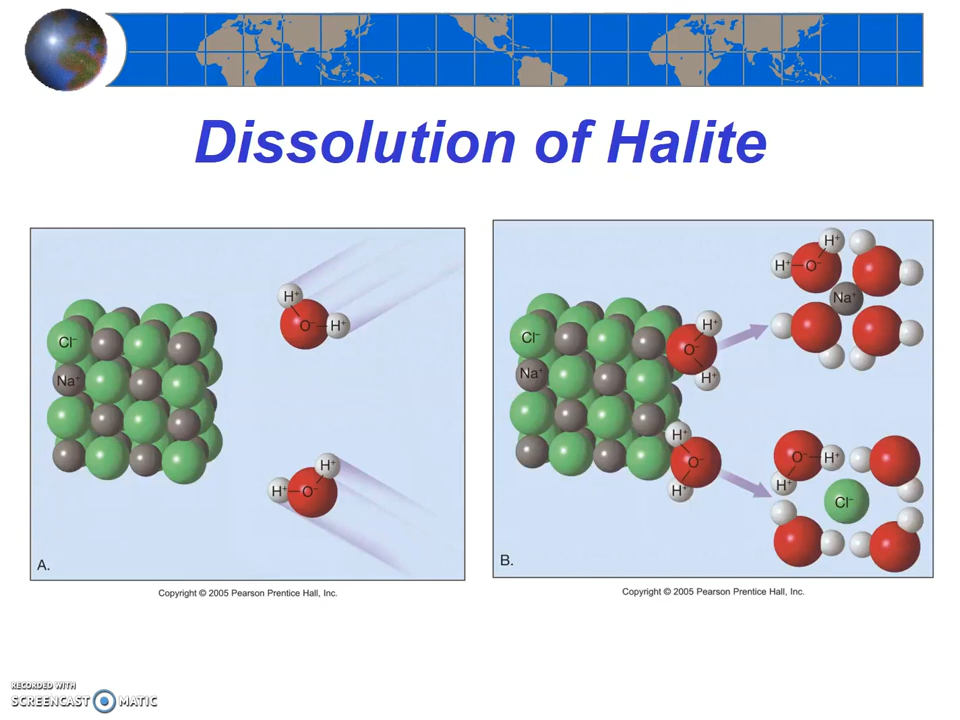 Dissolution of Halite
H⁺
O⁻
H⁺
Cl⁻
Na⁺
H⁺
H⁺
O⁻
A.
Copyright © 2005 Pearson Prentice Hall, Inc.
H⁺
H⁺
O⁻
Na⁺
H⁺
Cl⁻
O⁻
Na⁺
H⁺
H⁺
O⁻
H⁺
O⁻
H⁺
H⁺
Cl⁻
B.
Copyright © 2005 Pearson Prentice Hall, Inc.
RECORDED WITH
SCREENCAST MATIC